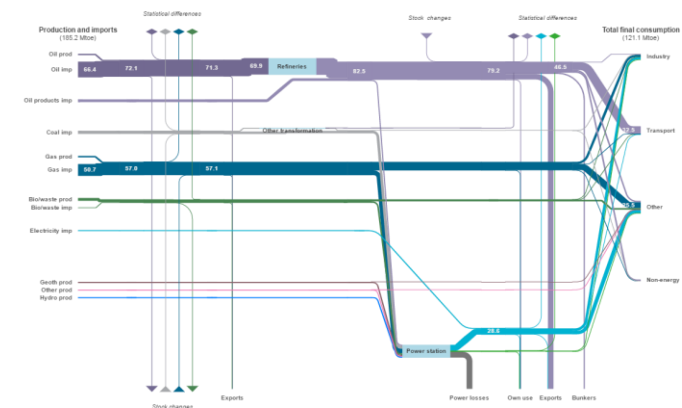 Statistical differences
Stock changes
Statistical differences
Production and imports
(185.2 Mtoe)
Total final consumption
(121.1 Mtoe)
Oil prod
Oil imp
66.4
72.1
71.3
69.9
Refineries
82.5
79.2
46.5
Industry
Oil products imp
Coal imp
Other transformation
Transport
Gas prod
Gas imp
50.7
57.0
57.1
Bio/waste prod
Bio/waste imp
Other
Electricity imp
Geoth prod
Other prod
Hydro prod
Non-energy
Power station
Power losses
Own use
Exports
Bunkers
Exports
Stock changes